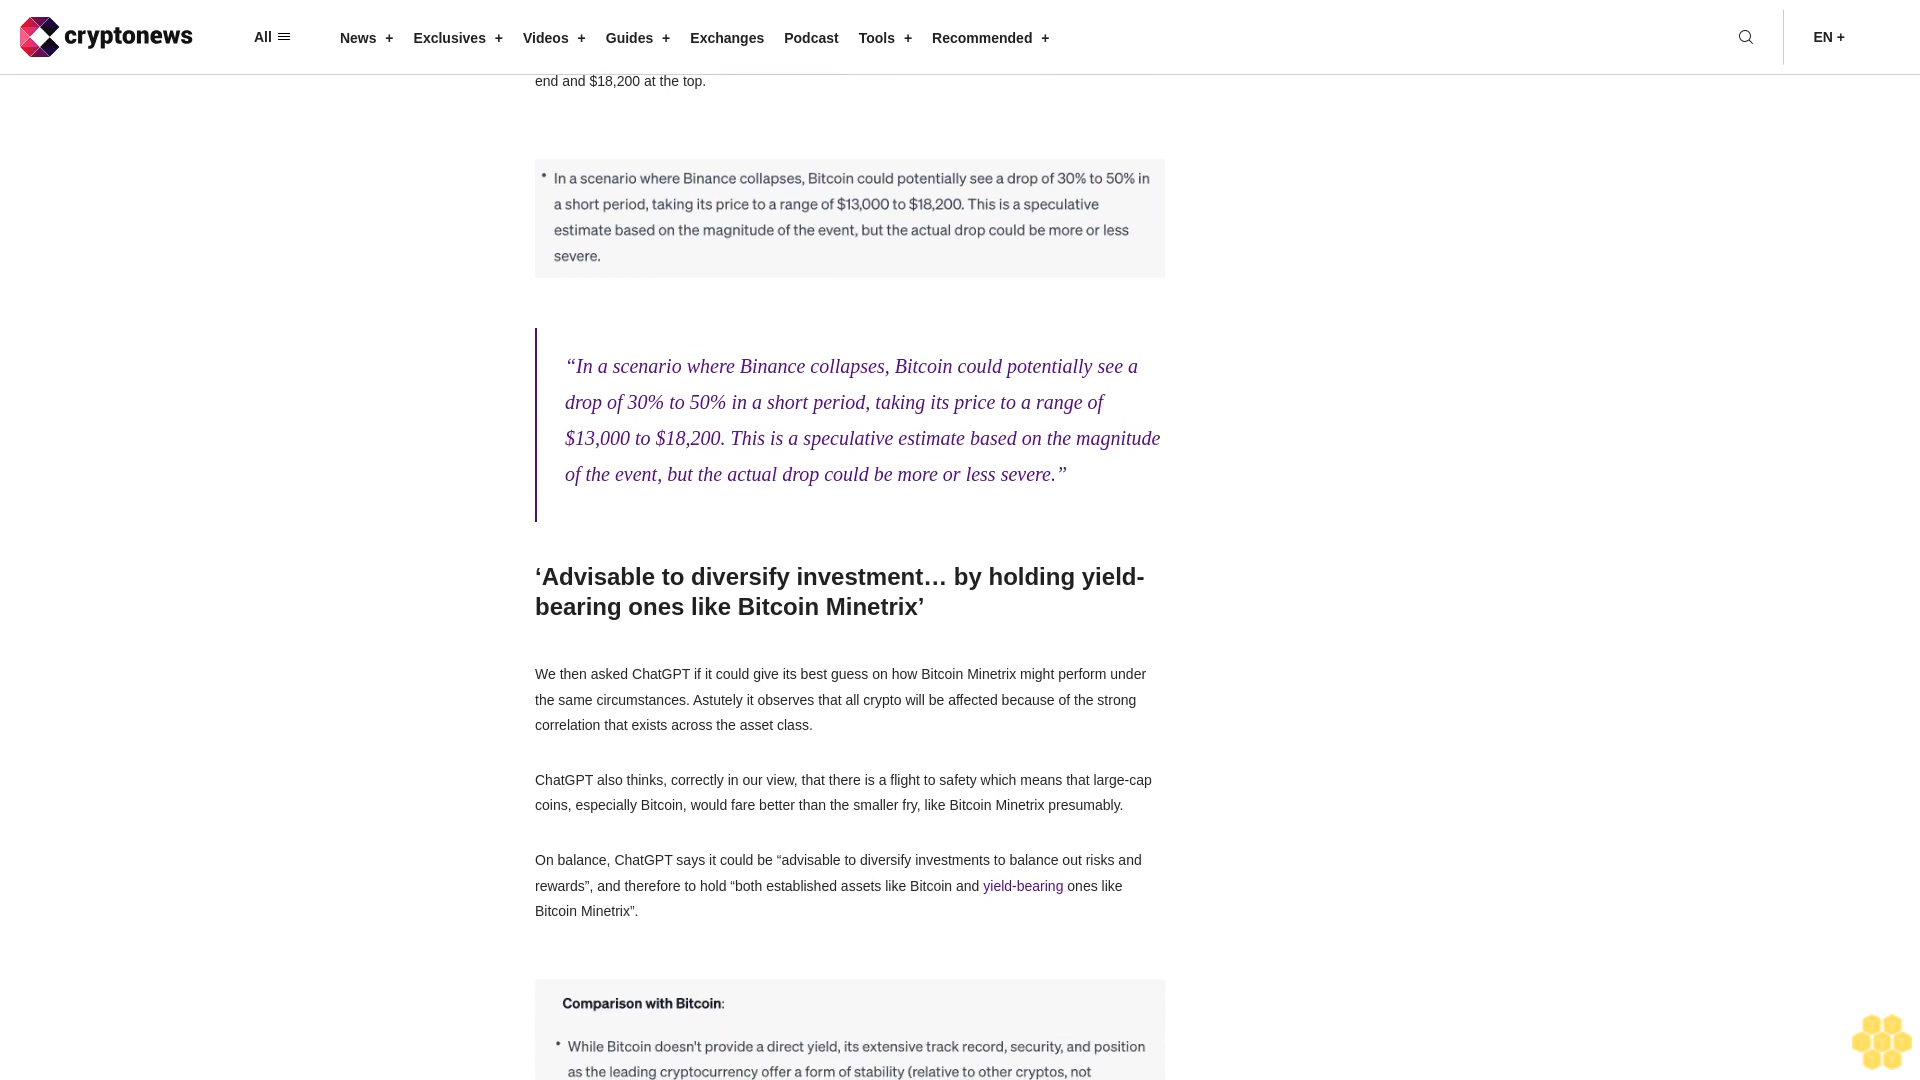 cryptonews
All
News +
Exclusives +
Videos +
Guides +
Exchanges
Podcast
Tools +
Recommended +
EN +
end and $18,200 at the top.
• In a scenario where Binance collapses, Bitcoin could potentially see a drop of 30% to 50% in
a short period, taking its price to a range of $13,000 to $18,200. This is a speculative
estimate based on the magnitude of the event, but the actual drop could be more or less
severe.
“In a scenario where Binance collapses, Bitcoin could potentially see a
drop of 30% to 50% in a short period, taking its price to a range of
$13,000 to $18,200. This is a speculative estimate based on the magnitude
of the event, but the actual drop could be more or less severe.”
‘Advisable to diversify investment… by holding yield-
bearing ones like Bitcoin Minetrix’
We then asked ChatGPT if it could give its best guess on how Bitcoin Minetrix might perform under
the same circumstances. Astutely it observes that all crypto will be affected because of the strong
correlation that exists across the asset class.
ChatGPT also thinks, correctly in our view, that there is a flight to safety which means that large-cap
coins, especially Bitcoin, would fare better than the smaller fry, like Bitcoin Minetrix presumably.
On balance, ChatGPT says it could be “advisable to diversify investments to balance out risks and
rewards”, and therefore to hold “both established assets like Bitcoin and yield-bearing ones like
Bitcoin Minetrix”.
Comparison with Bitcoin:
• While Bitcoin doesn't provide a direct yield, its extensive track record, security, and position
as the leading cryptocurrency offer a form of stability (relative to other cryptos, not